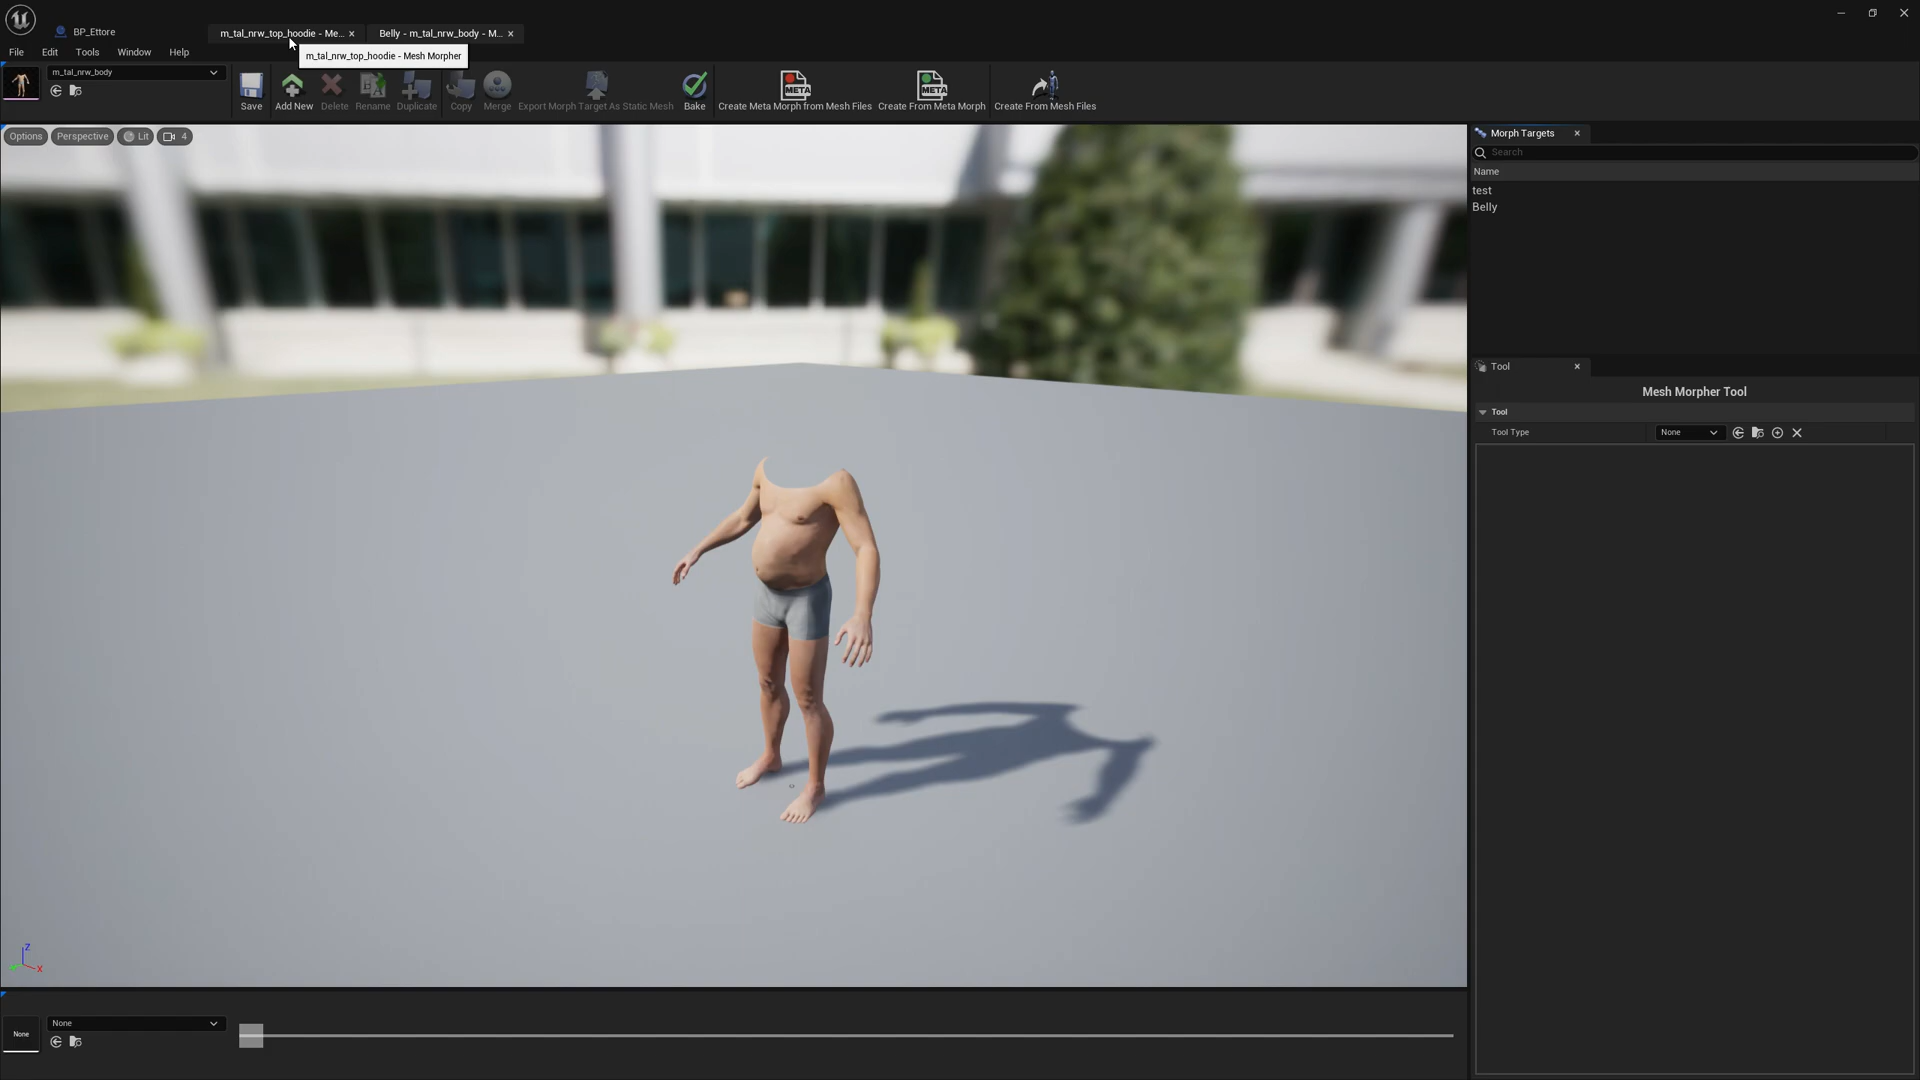 BP_Ettore
m_tal_nrw_top_hoodie - Me...
Belly - m_tal_nrw_body - M...
File Edit Tools Window Help
m_tal_nrw_top_hoodie - Mesh Morpher
m_tal_nrw_body
Save
Add New
Delete
Rename
Duplicate
Copy
Merge
Export Morph Target As Static Mesh
Bake
META
Create Meta Morph from Mesh Files
META
Create From Meta Morph
Create From Mesh Files
Options
Perspective
Lit
4
Morph Targets
Search
Name
test
Belly
Tool
Mesh Morpher Tool
Tool
Tool Type
None
Z
X
None
None